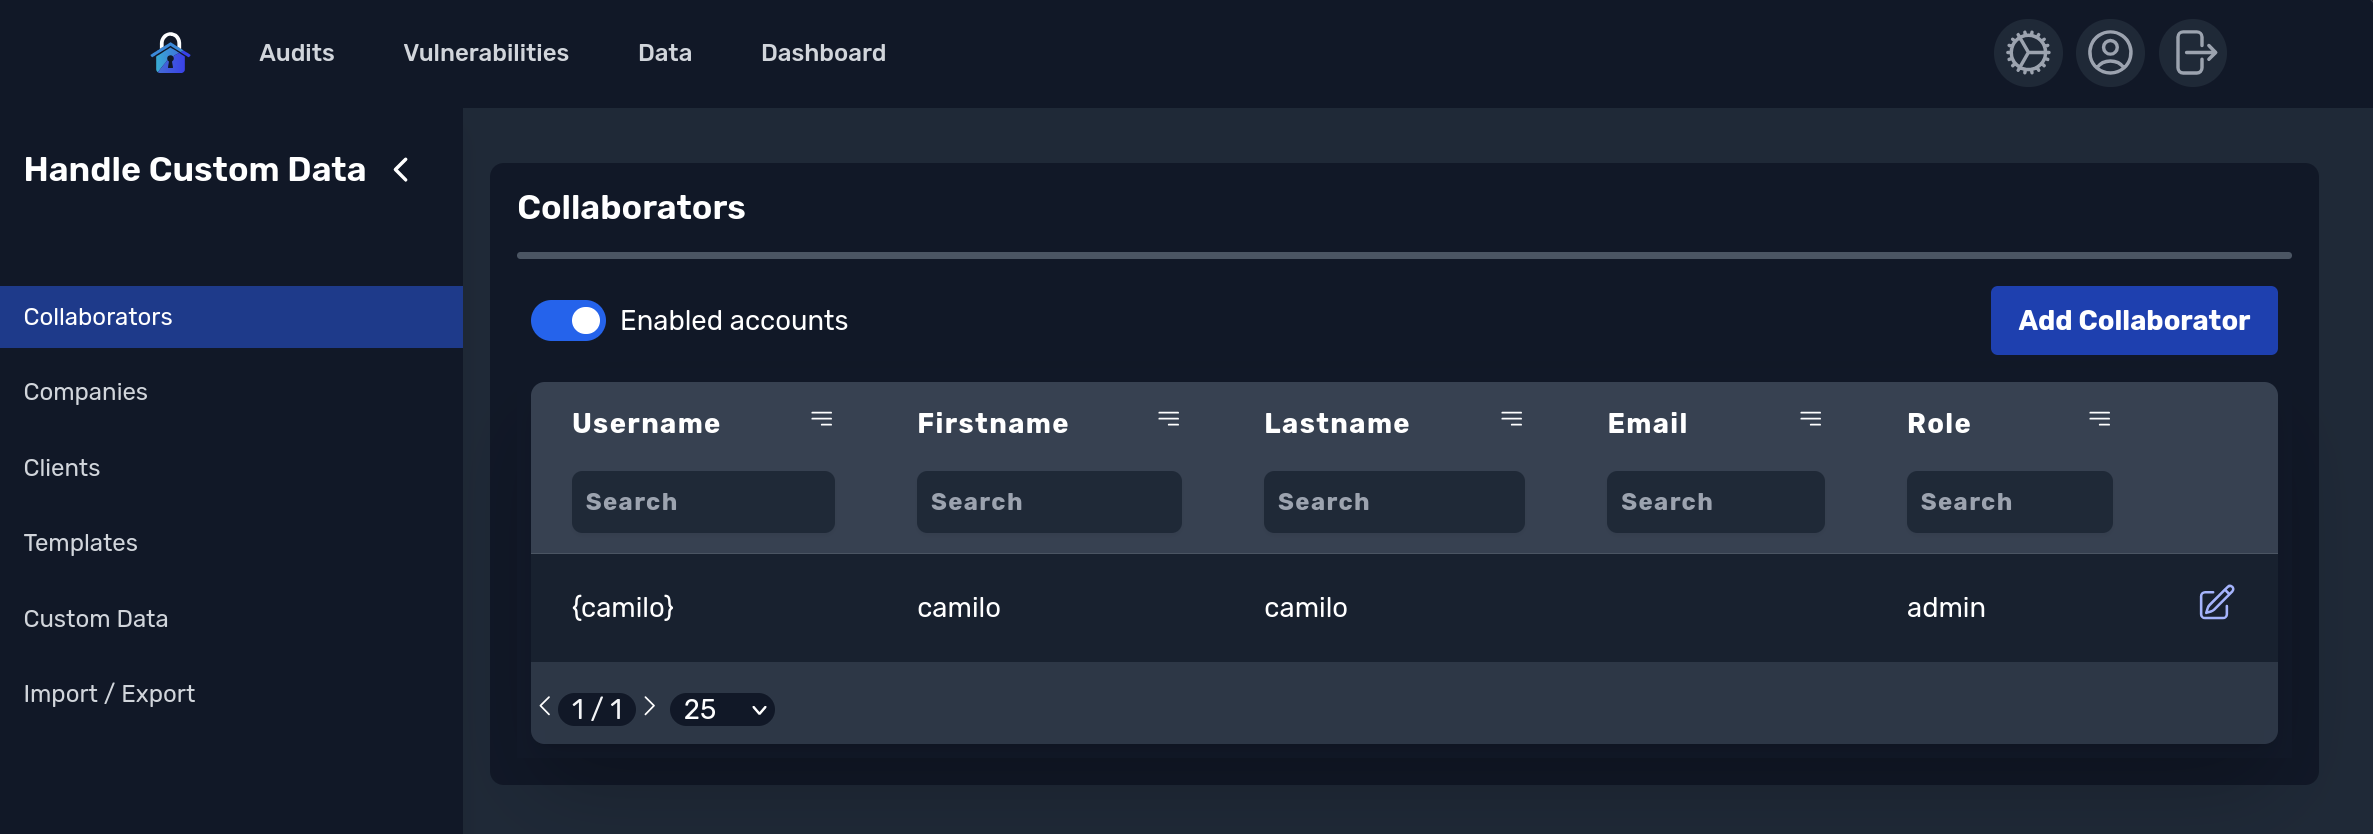 Audits Vulnerabilities Data Dashboard
Handle Custom Data
Collaborators
Companies
Clients
Templates
Custom Data
Import / Export
Collaborators
Enabled accounts
Add Collaborator
Username Firstname Lastname Email Role
Search Search Search Search Search
{camilo} camilo camilo admin
1 / 1 25